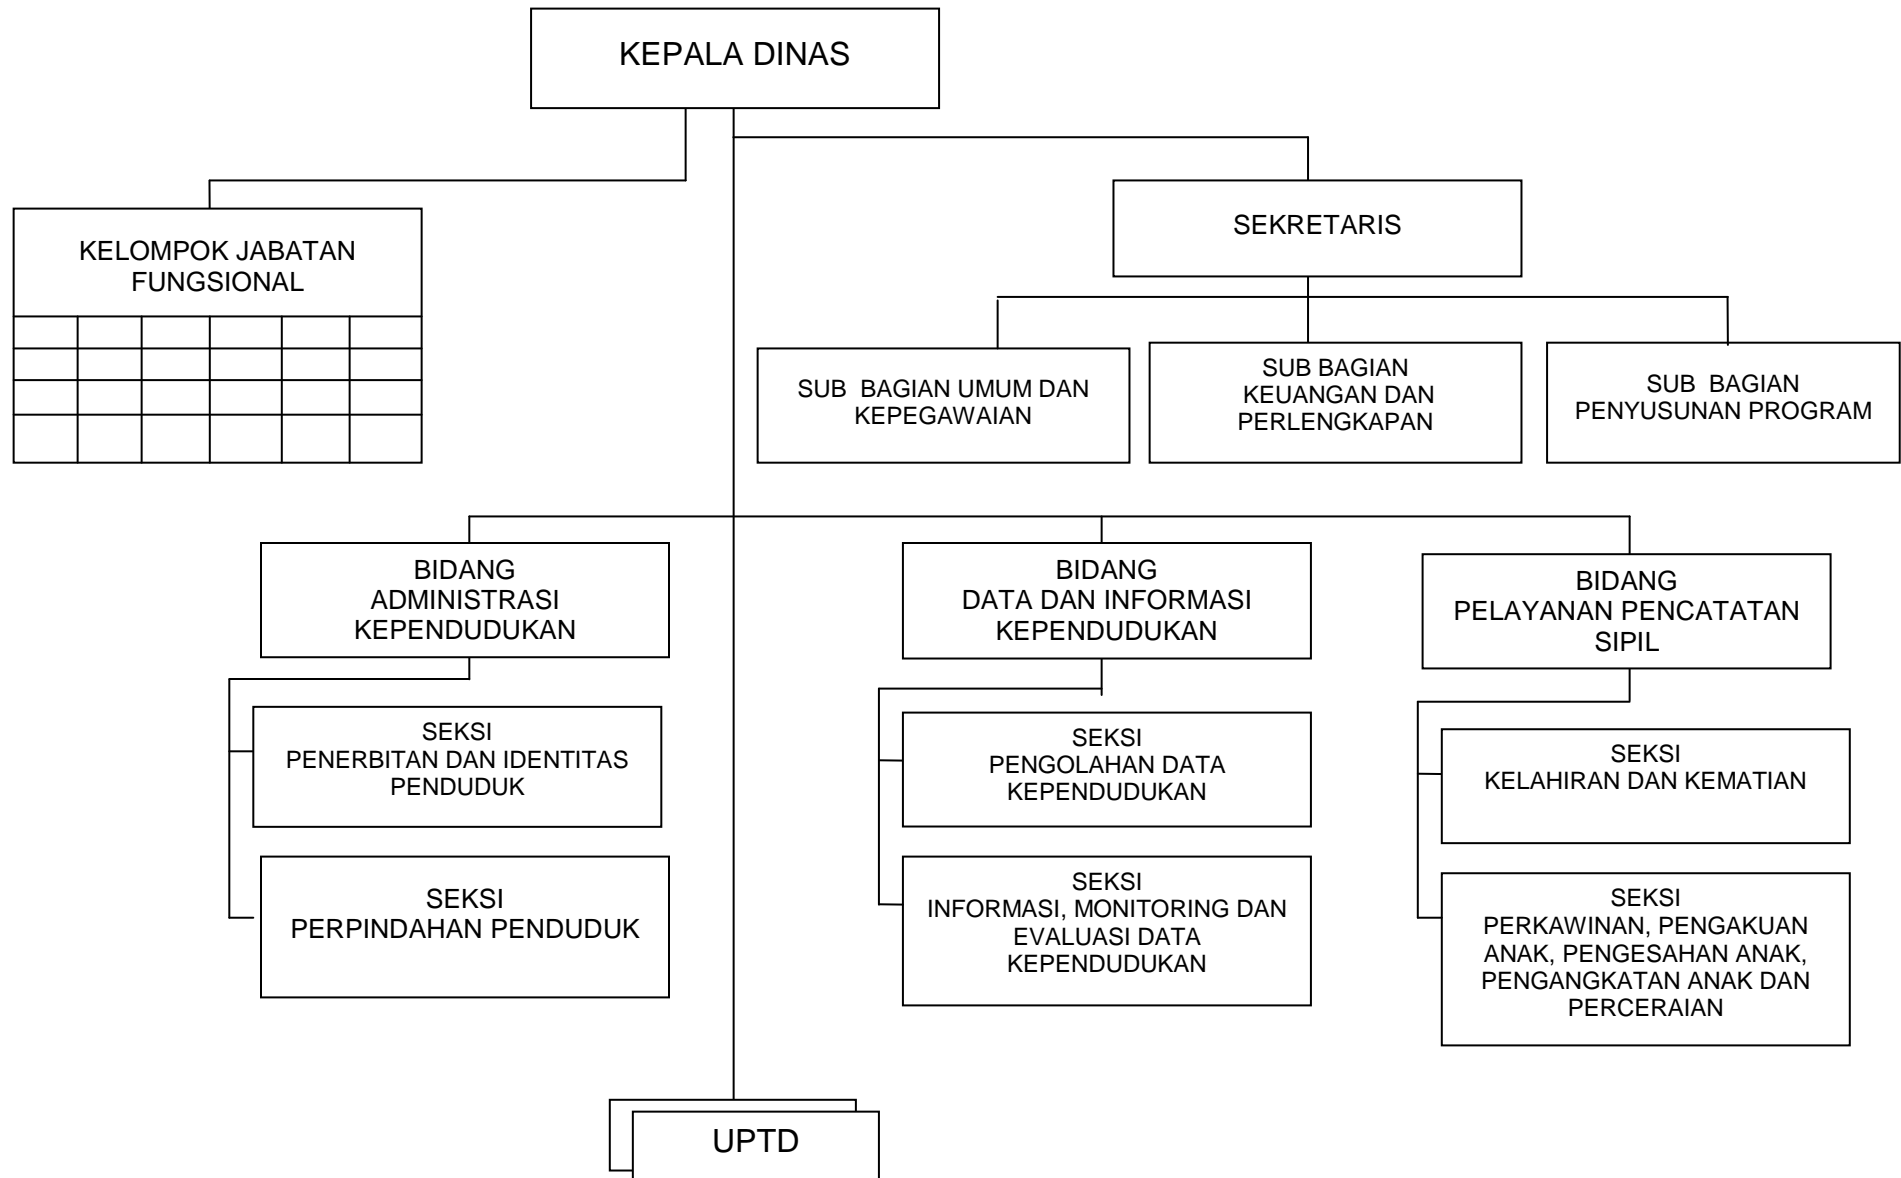 KEPALA DINAS
KELOMPOK JABATAN
FUNGSIONAL
SEKRETARIS
SUB BAGIAN UMUM DAN
KEPEGAWAIAN
SUB BAGIAN
KEUANGAN DAN
PERLENGKAPAN
SUB BAGIAN
PENYUSUNAN PROGRAM
BIDANG
ADMINISTRASI
KEPENDUDUKAN
BIDANG
DATA DAN INFORMASI
KEPENDUDUKAN
BIDANG
PELAYANAN PENCATATAN
SIPIL
SEKSI
PENERBITAN DAN IDENTITAS
PENDUDUK
SEKSI
PENGOLAHAN DATA
KEPENDUDUKAN
SEKSI
KELAHIRAN DAN KEMATIAN
SEKSI
PERPINDAHAN PENDUDUK
SEKSI
INFORMASI, MONITORING DAN
EVALUASI DATA
KEPENDUDUKAN
SEKSI
PERKAWINAN, PENGAKUAN
ANAK, PENGESAHAN ANAK,
PENGANGKATAN ANAK DAN
PERCERAIAN
UPTD